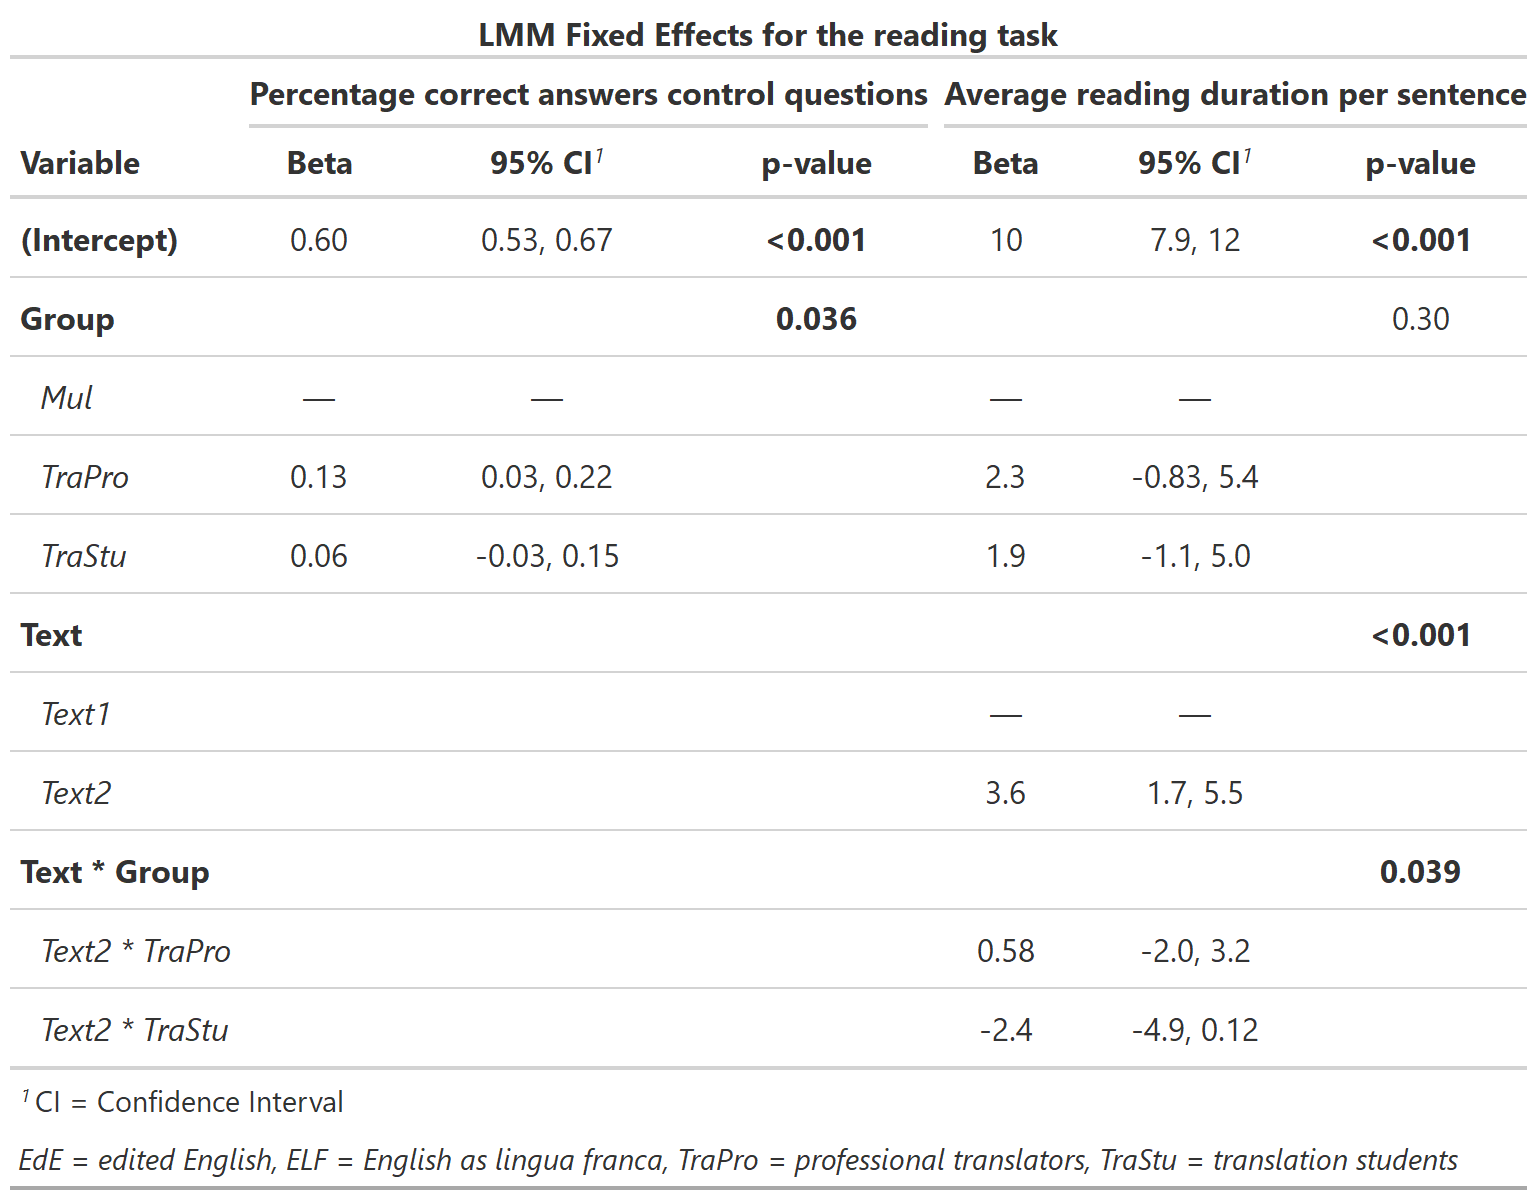 LMM Fixed Effects for the reading task
Percentage correct answers control questions Average reading duration per sentence
Variable Beta 95% CI1 p-value Beta 95% CI1 p-value
(Intercept) 0.60 0.53, 0.67 <0.001 10 7.9, 12 <0.001
Group 0.036 0.30
Mul — — — —
TraPro 0.13 0.03, 0.22 2.3 -0.83, 5.4
TraStu 0.06 -0.03, 0.15 1.9 -1.1, 5.0
Text <0.001
Text1 — —
Text2 3.6 1.7, 5.5
Text * Group 0.039
Text2 * TraPro 0.58 -2.0, 3.2
Text2 * TraStu -2.4 -4.9, 0.12
1 CI = Confidence Interval
EdE = edited English, ELF = English as lingua franca, TraPro = professional translators, TraStu = translation students